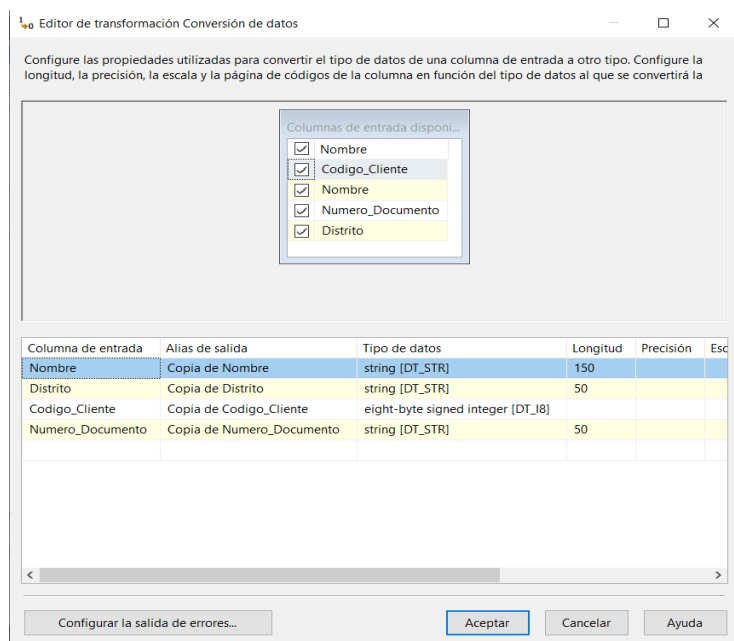 Editor de transformación Conversión de datos
Configure las propiedades utilizadas para convertir el tipo de datos de una columna de entrada a otro tipo. Configure la
longitud, la precisión, la escala y la página de códigos de la columna en función del tipo de datos al que se convertirá la
Columnas de entrada disponi...
Nombre
Codigo_Cliente
Nombre
Numero_Documento
Distrito
Columna de entrada Alias de salida Tipo de datos Longitud Precisión Esc
Nombre Copia de Nombre string [DT_STR] 150
Distrito Copia de Distrito string [DT_STR] 50
Codigo_Cliente Copia de Codigo_Cliente eight-byte signed integer [DT_I8]
Numero_Documento Copia de Numero_Documento string [DT_STR] 50
Configurar la salida de errores... Aceptar Cancelar Ayuda